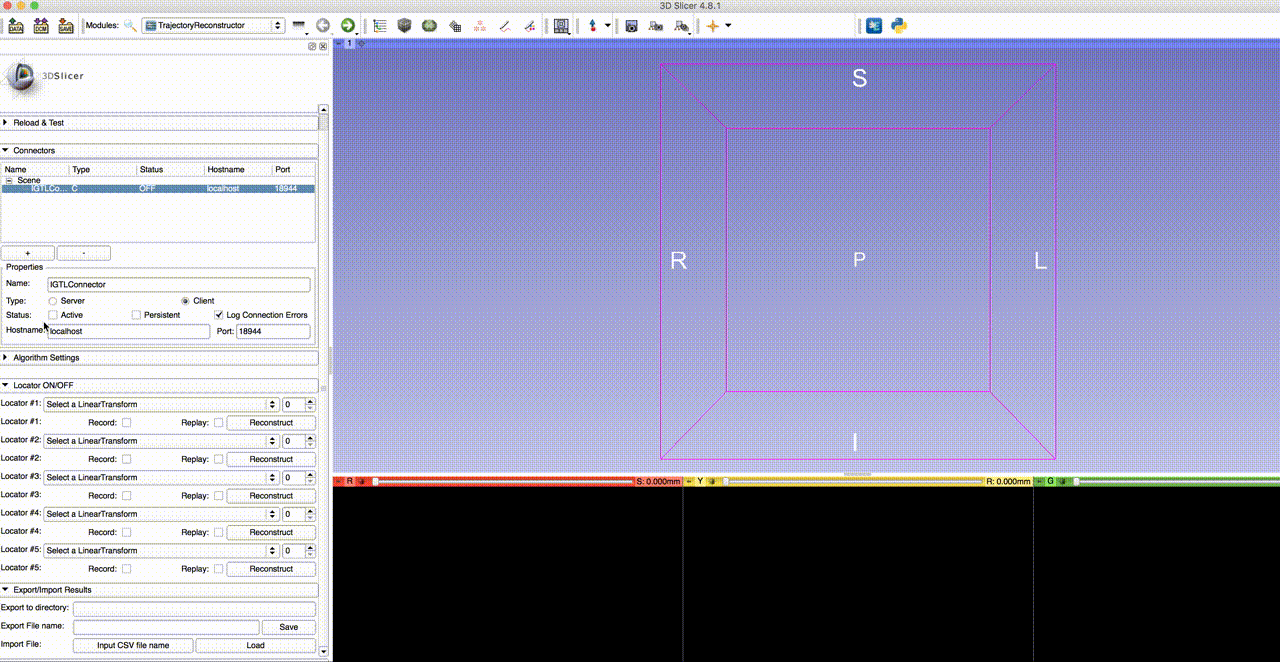 3D Slicer 4.8.1
DATA DCM SAVE Modules: TrajectoryReconstructor
1
3DSlicer
Reload & Test
Connectors
Name Type Status Hostname Port
Scene
IGTLCo... C OFF localhost 18944
+ -
Properties
Name: IGTLConnector
Type: Server Client
Status: Active Persistent Log Connection Errors
Hostname: localhost Port: 18944
Algorithm Settings
Locator ON/OFF
Locator #1: Select a LinearTransform 0
Locator #1: Record: Replay: Reconstruct
Locator #2: Select a LinearTransform 0
Locator #2: Record: Replay: Reconstruct
Locator #3: Select a LinearTransform 0
Locator #3: Record: Replay: Reconstruct
Locator #4: Select a LinearTransform 0
Locator #4: Record: Replay: Reconstruct
Locator #5: Select a LinearTransform 0
Locator #5: Record: Replay: Reconstruct
Export/Import Results
Export to directory:
Export File name: Save
Import File: Input CSV file name Load
S
R P L
I
R S: 0.000mm Y R: 0.000mm G